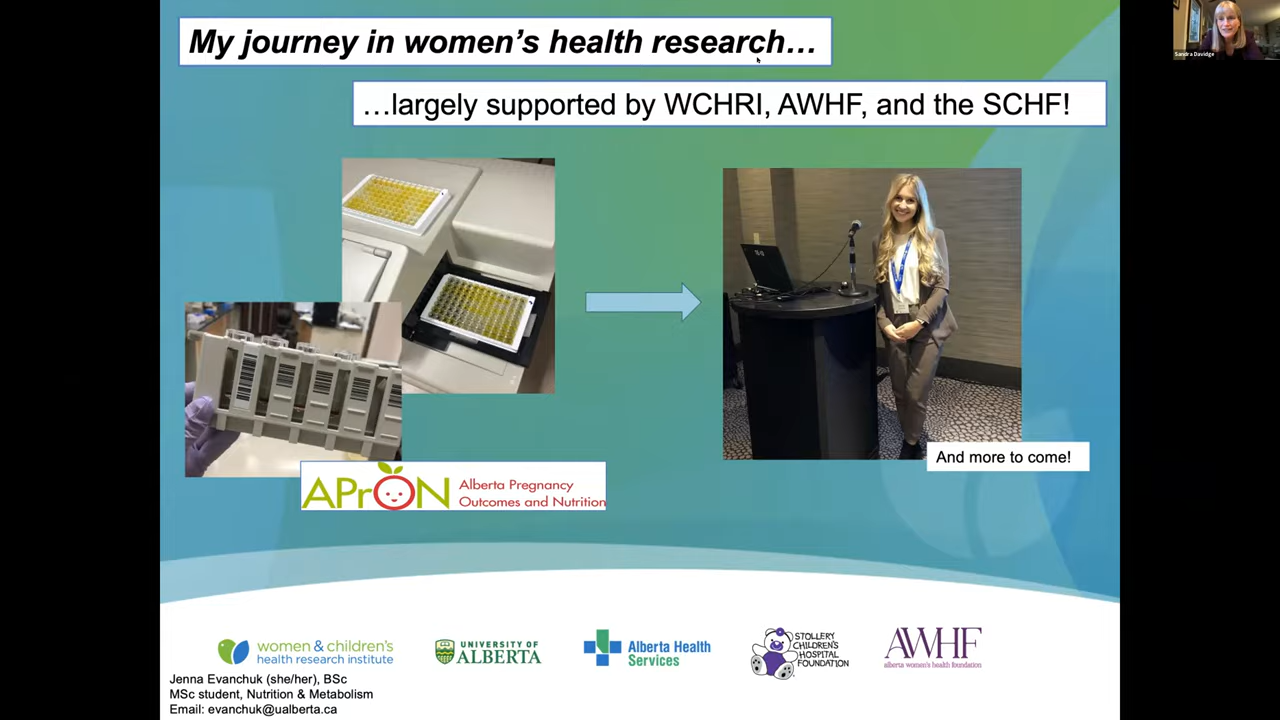 My journey in women's health research…
…largely supported by WCHRI, AWHF, and the SCHF!
Sandra Davidge
APrON
Alberta Pregnancy
Outcomes and Nutrition
And more to come!
women & children's
health research institute
UNIVERSITY OF
ALBERTA
Alberta Health
Services
STOLLERY
CHILDREN'S
HOSPITAL
FOUNDATION
AWHF
alberta women's health foundation
Jenna Evanchuk (she/her), BSc
MSc student, Nutrition & Metabolism
Email: evanchuk@ualberta.ca